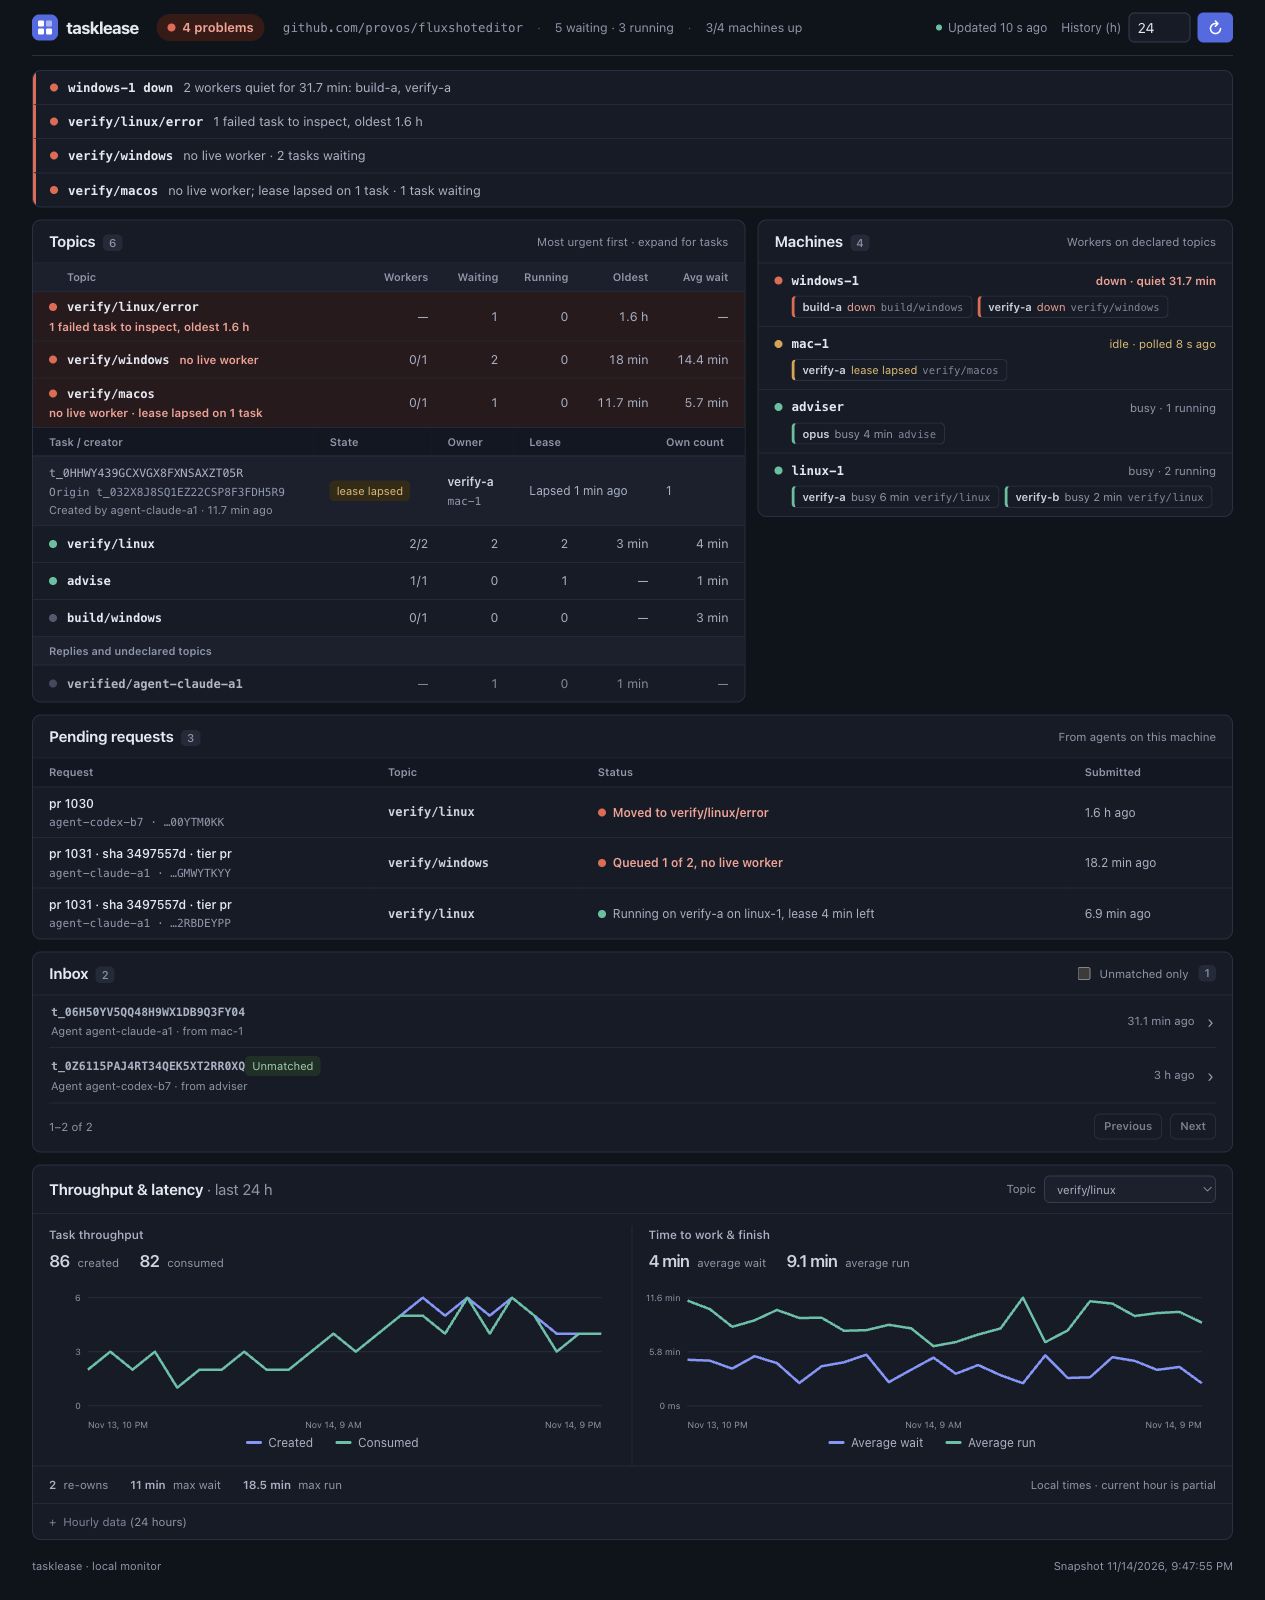 tasklease
4 problems
github.com/provos/fluxshoteditor · 5 waiting · 3 running · 3/4 machines up
Updated 10 s ago
History (h)
24
windows-1 down 2 workers quiet for 31.7 min: build-a, verify-a
verify/linux/error 1 failed task to inspect, oldest 1.6 h
verify/windows no live worker · 2 tasks waiting
verify/macos no live worker; lease lapsed on 1 task · 1 task waiting
Topics 6
Most urgent first · expand for tasks
Topic Workers Waiting Running Oldest Avg wait
verify/linux/error — 1 0 1.6 h —
1 failed task to inspect, oldest 1.6 h
verify/windows no live worker 0/1 2 0 18 min 14.4 min
verify/macos 0/1 1 0 11.7 min 5.7 min
no live worker · lease lapsed on 1 task
Task / creator State Owner Lease Own count
t_0HHWY439GCXVGX8FXNSAXZT05R
Origin t_032X8J8SQ1EZ22CSP8F3FDH5R9
Created by agent-claude-a1 · 11.7 min ago
lease lapsed
verify-a
mac-1
Lapsed 1 min ago
1
verify/linux 2/2 2 2 3 min 4 min
advise 1/1 0 1 — 1 min
build/windows 0/1 0 0 — 3 min
Replies and undeclared topics
verified/agent-claude-a1 — 1 0 1 min —
Machines 4
Workers on declared topics
windows-1 down · quiet 31.7 min
build-a down build/windows verify-a down verify/windows
mac-1 idle · polled 8 s ago
verify-a lease lapsed verify/macos
adviser busy · 1 running
opus busy 4 min advise
linux-1 busy · 2 running
verify-a busy 6 min verify/linux verify-b busy 2 min verify/linux
Pending requests 3
From agents on this machine
Request Topic Status Submitted
pr 1030
agent-codex-b7 · …00YTM0KK
verify/linux Moved to verify/linux/error 1.6 h ago
pr 1031 · sha 3497557d · tier pr
agent-claude-a1 · …GMWYTKYY
verify/windows Queued 1 of 2, no live worker 18.2 min ago
pr 1031 · sha 3497557d · tier pr
agent-claude-a1 · …2RBDEYPP
verify/linux Running on verify-a on linux-1, lease 4 min left 6.9 min ago
Inbox 2
Unmatched only 1
t_06H50YV5QQ48H9WX1DB9Q3FY04
Agent agent-claude-a1 · from mac-1
31.1 min ago
t_0Z6115PAJ4RT34QEK5XT2RR0XQ Unmatched
Agent agent-codex-b7 · from adviser
3 h ago
1–2 of 2
Previous Next
Throughput & latency · last 24 h
Topic verify/linux
Task throughput
86 created 82 consumed
6
3
0
Nov 13, 10 PM Nov 14, 9 AM Nov 14, 9 PM
Created Consumed
Time to work & finish
4 min average wait 9.1 min average run
11.6 min
5.8 min
0 ms
Nov 13, 10 PM Nov 14, 9 AM Nov 14, 9 PM
Average wait Average run
2 re-owns 11 min max wait 18.5 min max run
Local times · current hour is partial
+ Hourly data (24 hours)
tasklease · local monitor
Snapshot 11/14/2026, 9:47:55 PM